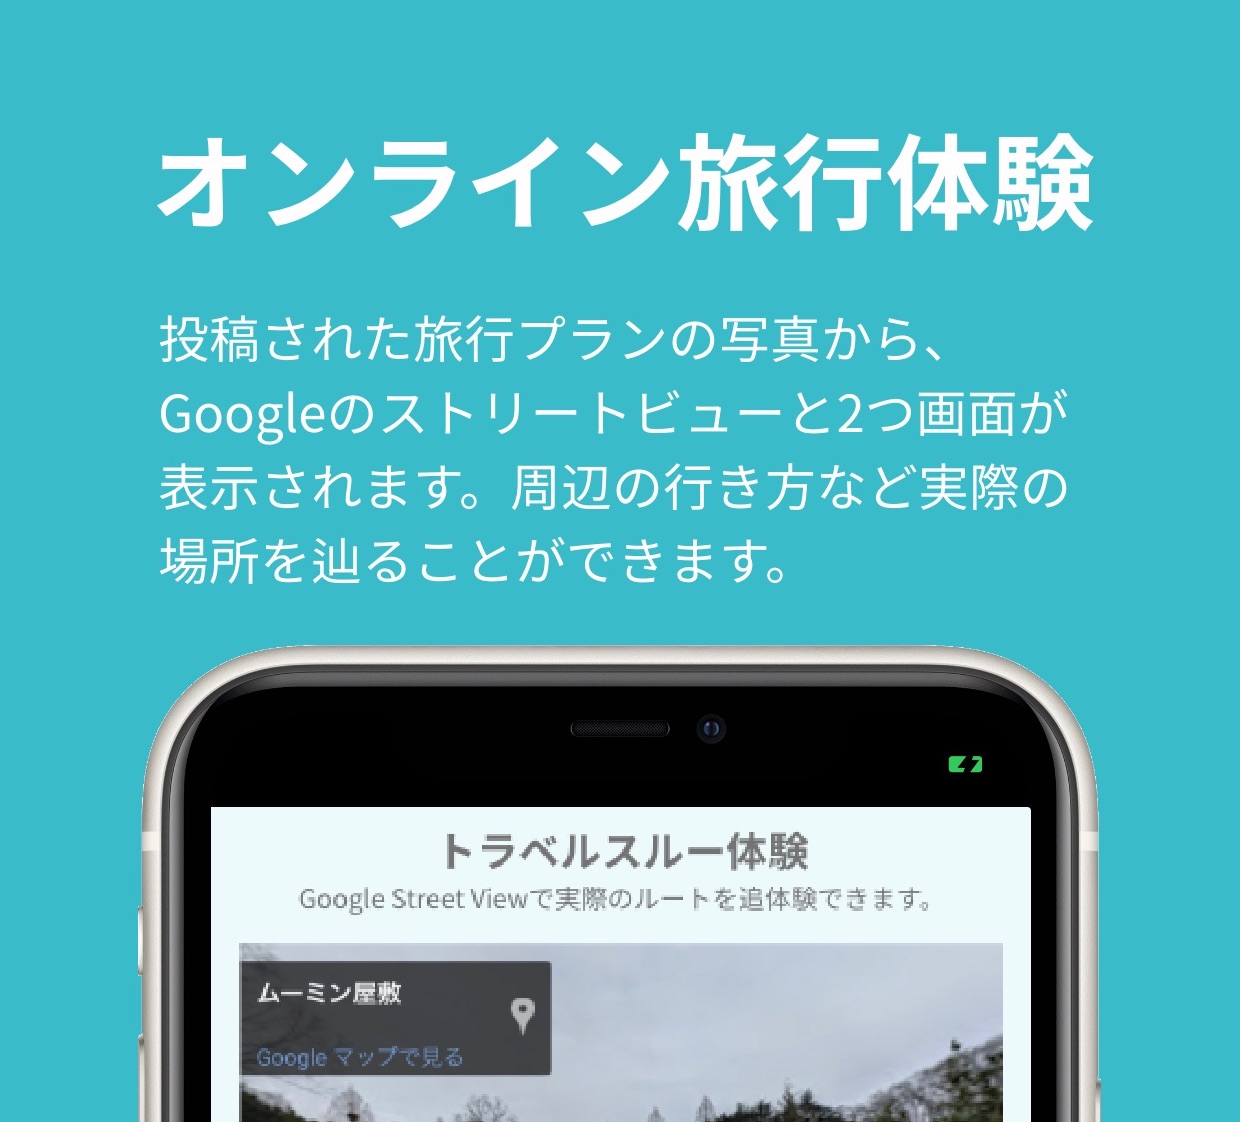 オンライン旅行体験
投稿された旅行プランの写真から、
Googleのストリートビューと2つ画面が
表示されます。周辺の行き方など実際の
場所を辿ることができます。
トラベルスルー体験
Google Street Viewで実際のルートを追体験できます。
ムーミン屋敷
Google マップで見る